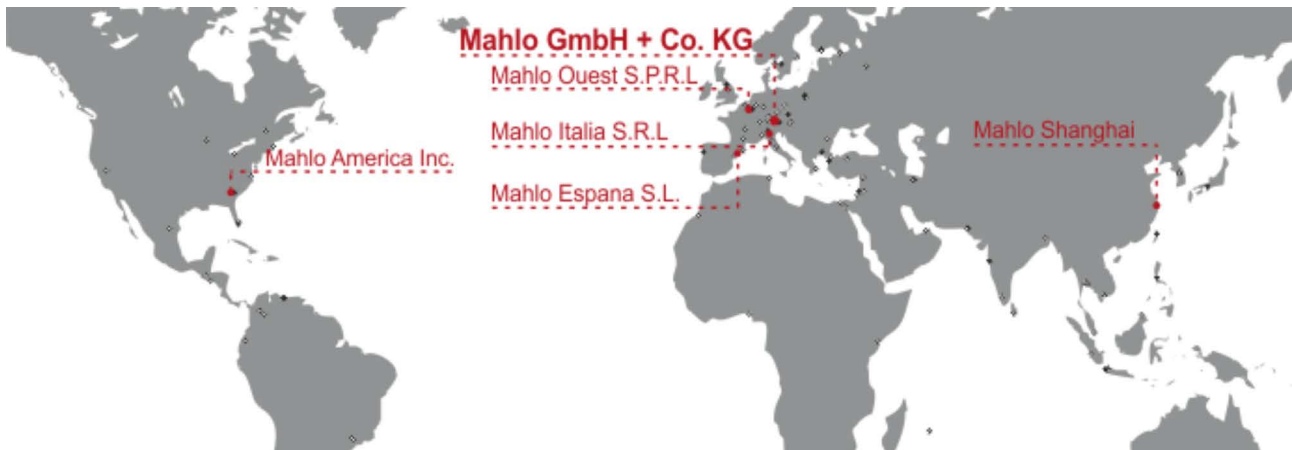 Mahlo GmbH + Co. KG
Mahlo Ouest S.P.R.L
Mahlo Italia S.R.L
Mahlo Shanghai
Mahlo America Inc.
Mahlo Espana S.L.